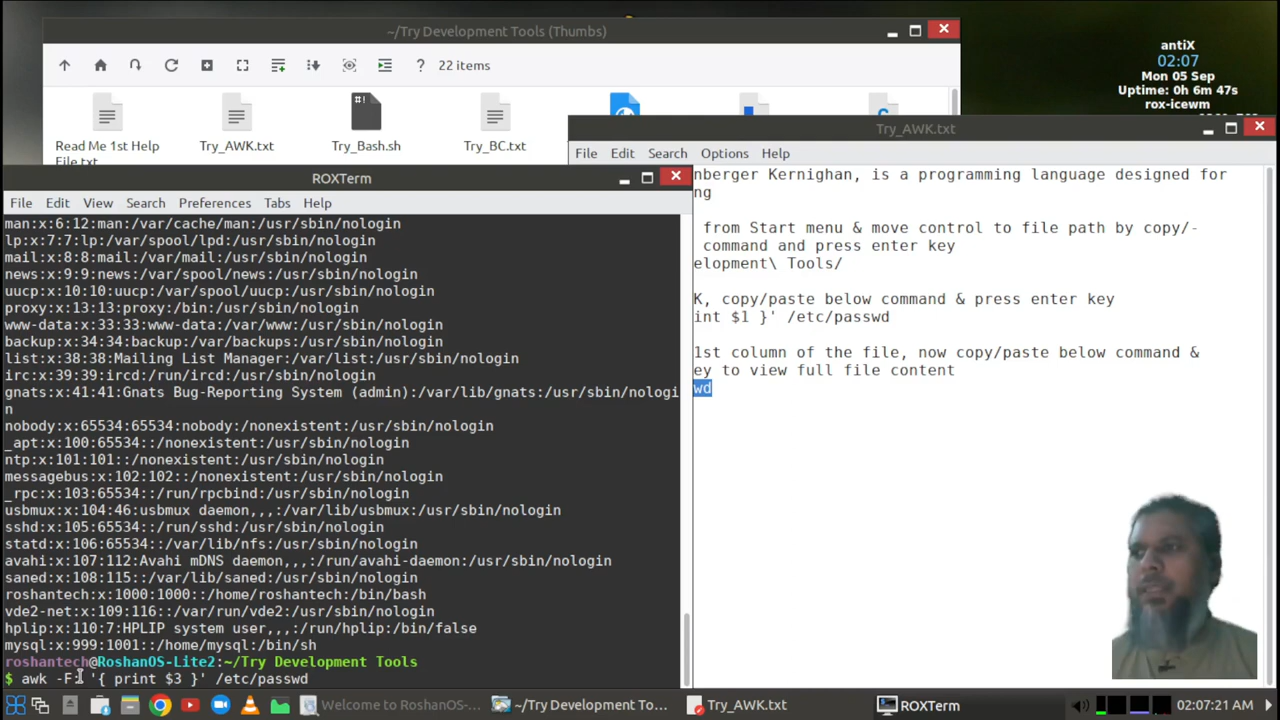 ~/Try Development Tools (Thumbs)
? 22 items
antiX
02:07
Mon 05 Sep
Uptime: 0h 6m 47s
rox-icewm
Read Me 1st Help
File.txt
Try_AWK.txt
#!
Try_Bash.sh
Try_BC.txt
Try_AWK.txt
File Edit Search Options Help
nberger Kernighan, is a programming language designed for
ng
from Start menu & move control to file path by copy/-
command and press enter key
elopment\ Tools/
K, copy/paste below command & press enter key
int $1 }' /etc/passwd
1st column of the file, now copy/paste below command &
ey to view full file content
wd
ROXTerm
File Edit View Search Preferences Tabs Help
man:x:6:12:man:/var/cache/man:/usr/sbin/nologin
lp:x:7:7:lp:/var/spool/lpd:/usr/sbin/nologin
mail:x:8:8:mail:/var/mail:/usr/sbin/nologin
news:x:9:9:news:/var/spool/news:/usr/sbin/nologin
uucp:x:10:10:uucp:/var/spool/uucp:/usr/sbin/nologin
proxy:x:13:13:proxy:/bin:/usr/sbin/nologin
www-data:x:33:33:www-data:/var/www:/usr/sbin/nologin
backup:x:34:34:backup:/var/backups:/usr/sbin/nologin
list:x:38:38:Mailing List Manager:/var/list:/usr/sbin/nologin
irc:x:39:39:ircd:/run/ircd:/usr/sbin/nologin
gnats:x:41:41:Gnats Bug-Reporting System (admin):/var/lib/gnats:/usr/sbin/nologi
n
nobody:x:65534:65534:nobody:/nonexistent:/usr/sbin/nologin
_apt:x:100:65534::/nonexistent:/usr/sbin/nologin
ntp:x:101:101::/nonexistent:/usr/sbin/nologin
messagebus:x:102:102::/nonexistent:/usr/sbin/nologin
_rpc:x:103:65534::/run/rpcbind:/usr/sbin/nologin
usbmux:x:104:46:usbmux daemon,,,:/var/lib/usbmux:/usr/sbin/nologin
sshd:x:105:65534::/run/sshd:/usr/sbin/nologin
statd:x:106:65534::/var/lib/nfs:/usr/sbin/nologin
avahi:x:107:112:Avahi mDNS daemon,,,:/run/avahi-daemon:/usr/sbin/nologin
saned:x:108:115::/var/lib/saned:/usr/sbin/nologin
roshantech:x:1000:1000::/home/roshantech:/bin/bash
vde2-net:x:109:116::/var/run/vde2:/usr/sbin/nologin
hplip:x:110:7:HPLIP system user,,,:/run/hplip:/bin/false
mysql:x:999:1001::/home/mysql:/bin/sh
roshantech@RoshanOS-Lite2:~/Try Development Tools
$ awk -F: '{ print $3 }' /etc/passwd
Welcome to RoshanOS-... ~/Try Development To... Try_AWK.txt ROXTerm 02:07:21 AM